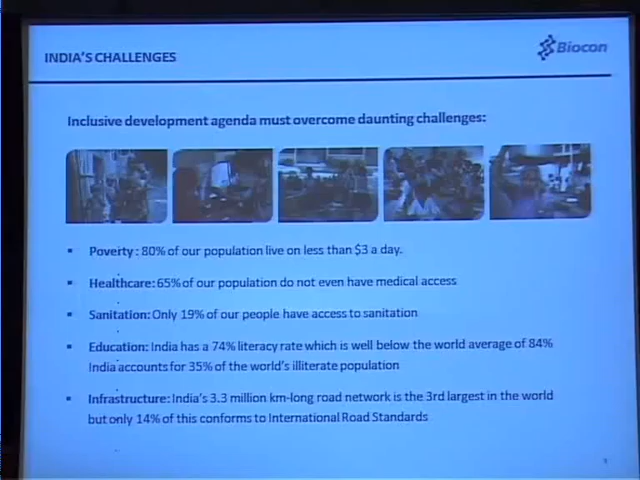 INDIA'S CHALLENGES
Biocon
Inclusive development agenda must overcome daunting challenges:
Poverty: 80% of our population live on less than $3 a day.
Healthcare: 65% of our population do not even have medical access
Sanitation: Only 19% of our people have access to sanitation
Education: India has a 74% literacy rate which is well below the world average of 84%
India accounts for 35% of the world's illiterate population
Infrastructure: India's 3.3 million km-long road network is the 3rd largest in the world
but only 14% of this conforms to International Road Standards